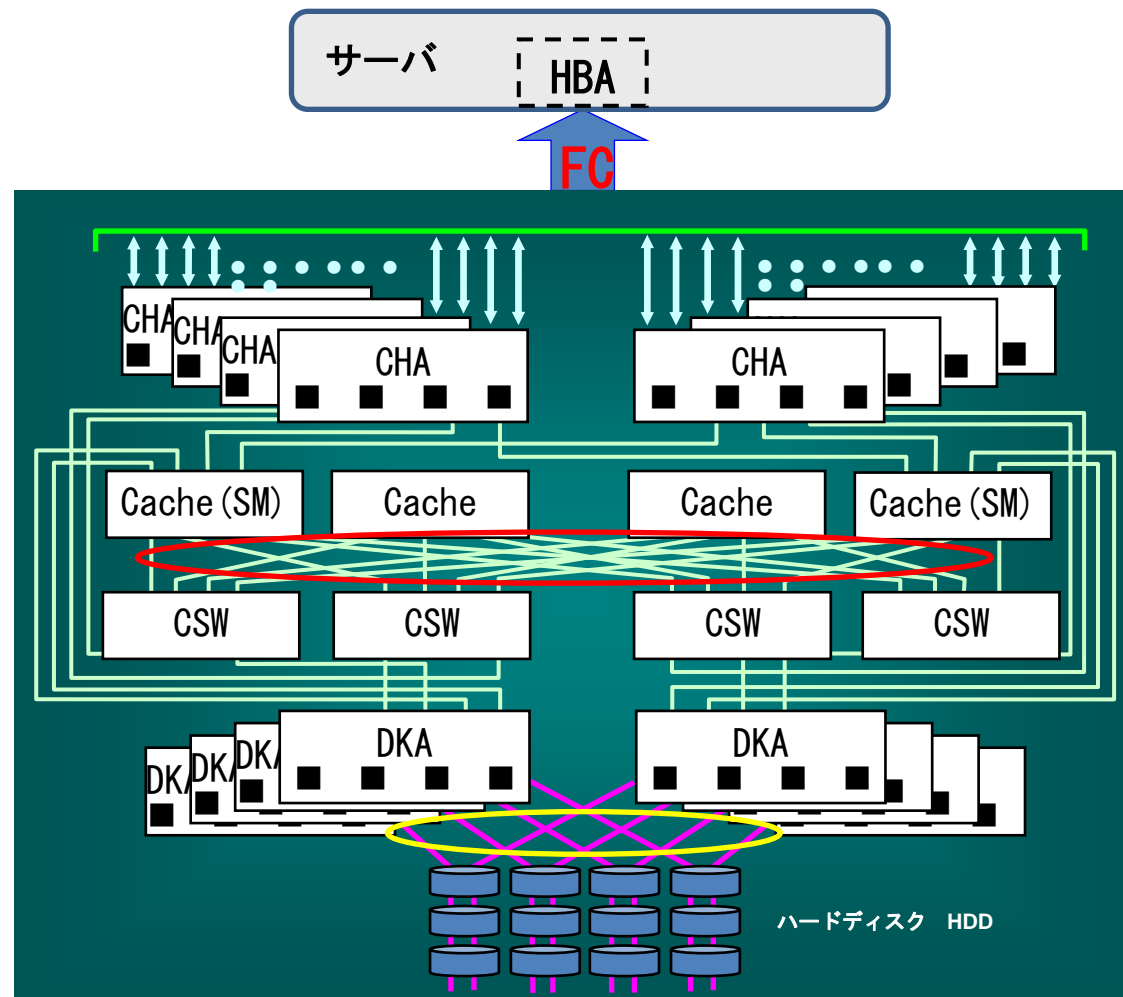 サーバ
HBA
FC
CHA
CHA
CHA
CHA
CHA
Cache(SM)
Cache
Cache
Cache(SM)
CSW
CSW
CSW
CSW
DKA
DKA
DKA
DKA
DKA
ハードディスク HDD